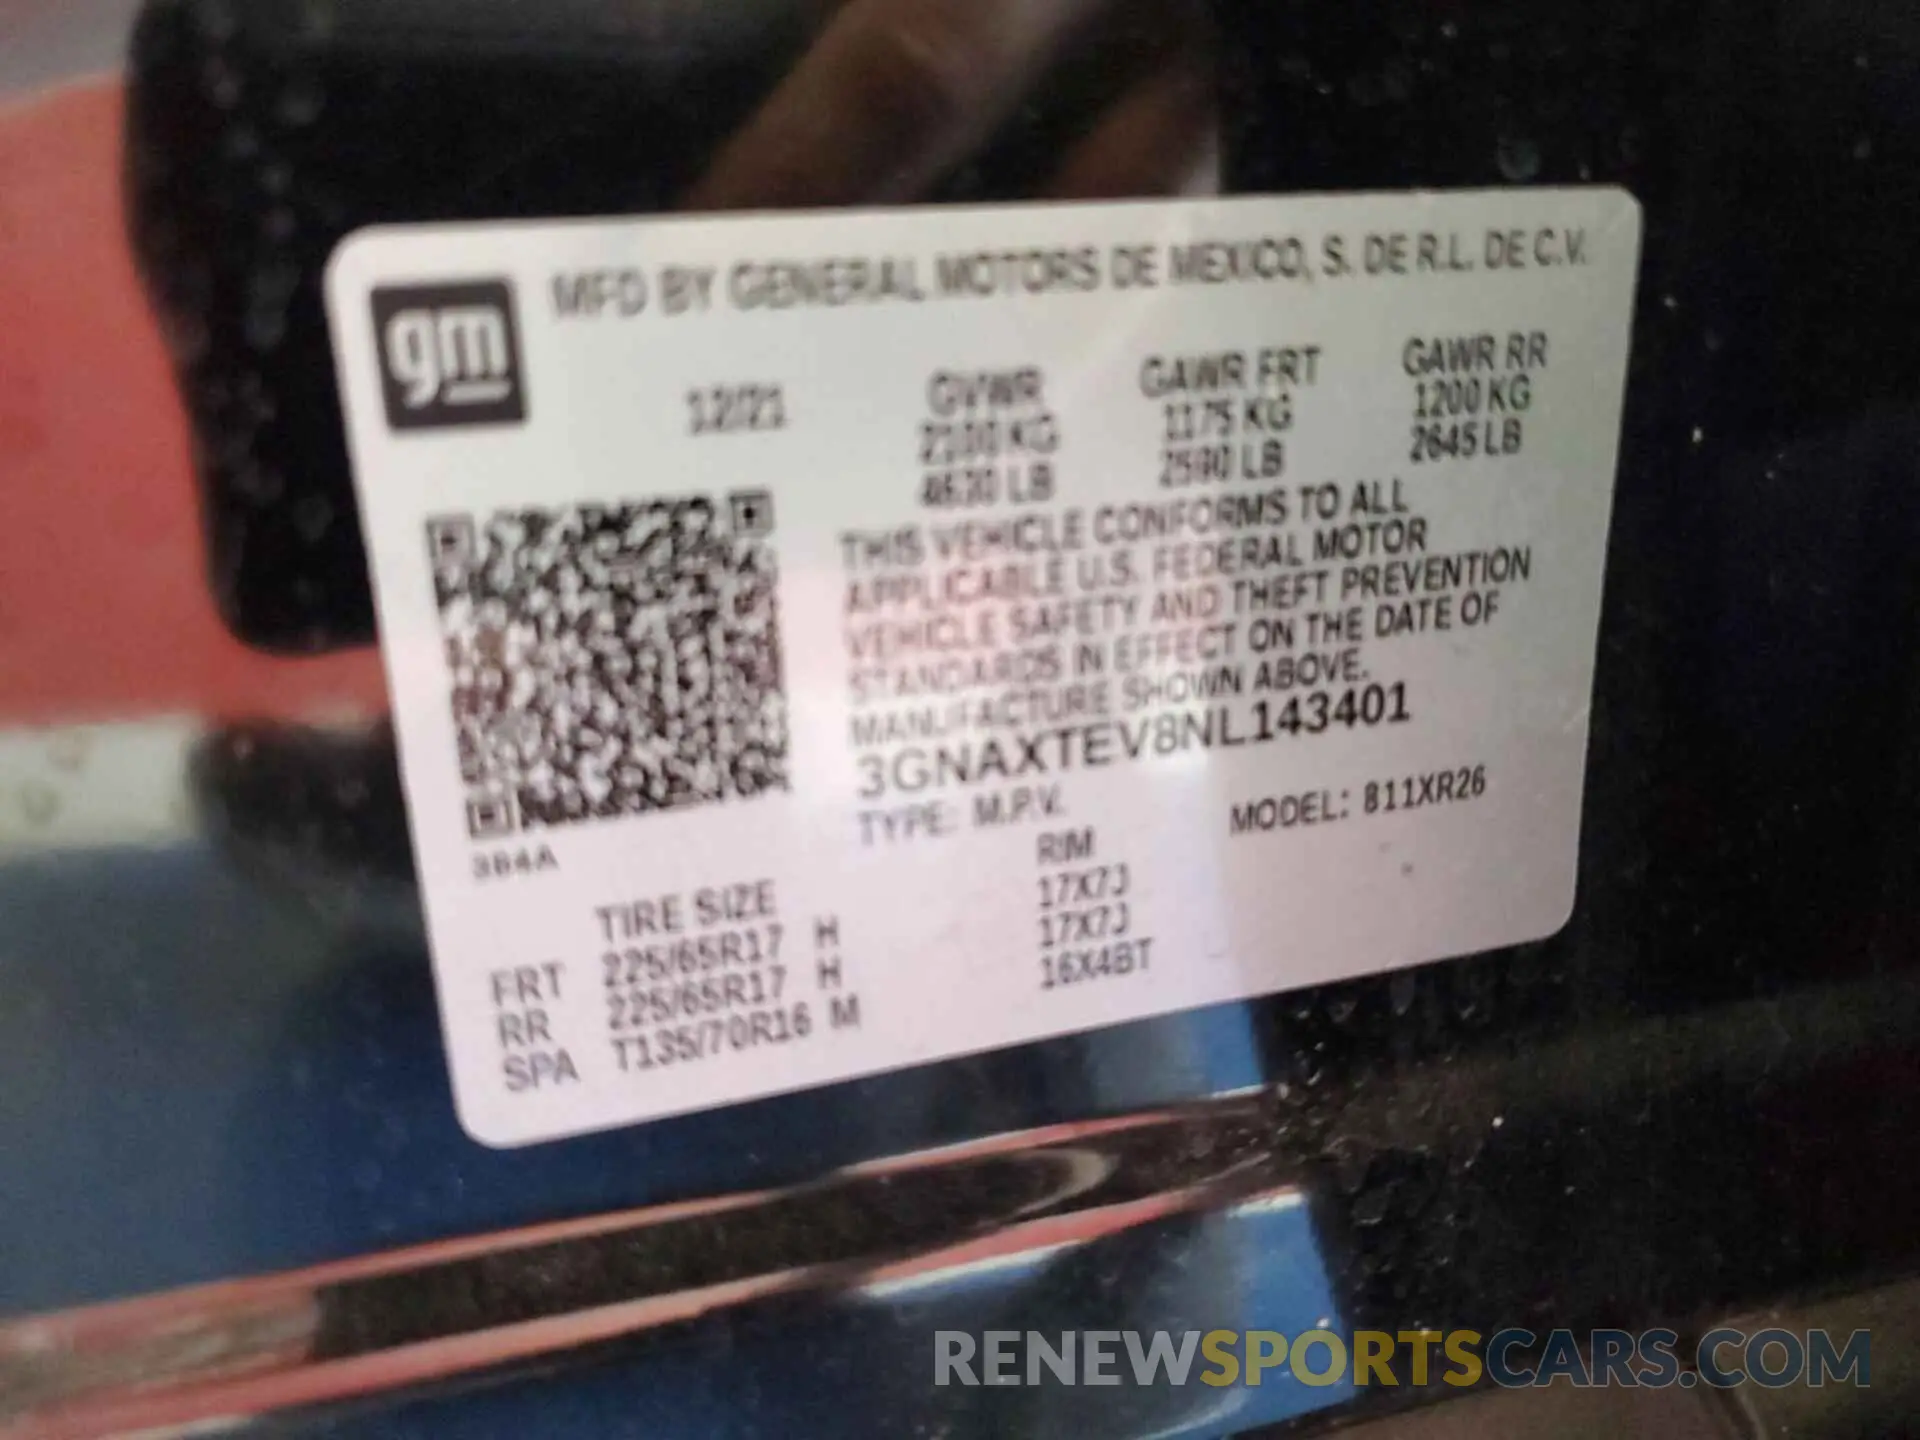 gm
MFD BY GENERAL MOTORS DE MEXICO, S. DE R.L. DE C.V.
12/21
GVWR
2100 KG
4630 LB
GAWR FRT
1175 KG
2590 LB
GAWR RR
1200 KG
2645 LB
THIS VEHICLE CONFORMS TO ALL
APPLICABLE U.S. FEDERAL MOTOR
VEHICLE SAFETY AND THEFT PREVENTION
STANDARDS IN EFFECT ON THE DATE OF
MANUFACTURE SHOWN ABOVE.
3GNAXTEV8NL143401
TYPE: M.P.V. MODEL: 811XR26
TIRE SIZE RIM
FRT 225/65R17 H 17X7J
RR 225/65R17 H 17X7J
SPA T135/70R16 M 16X4BT
RENEWSPORTSCARS.COM